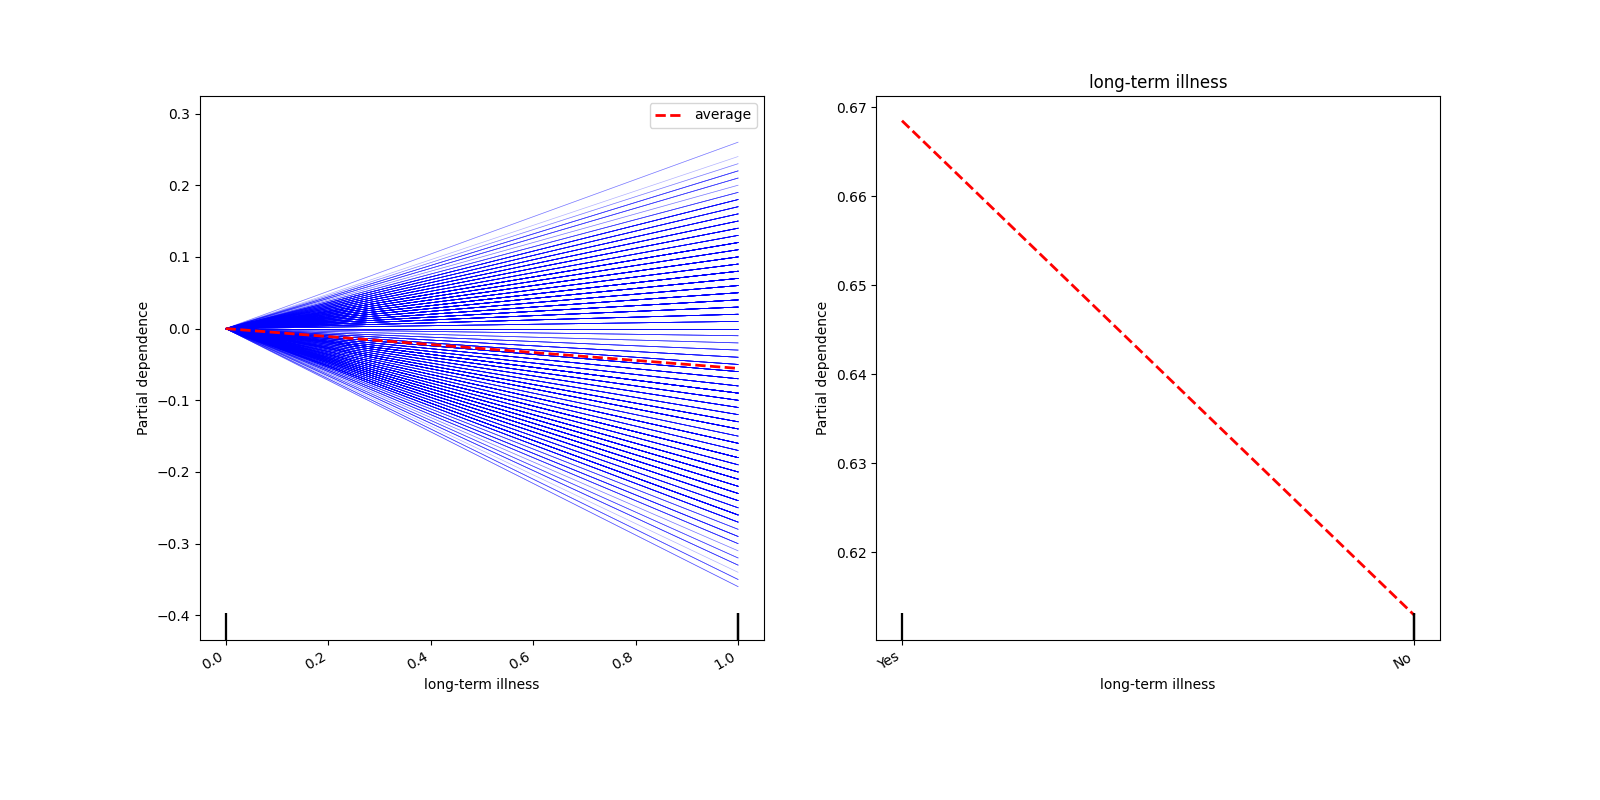 average
0.3
0.2
0.1
0.0
−0.1
−0.2
−0.3
−0.4
Partial dependence
0.0
0.2
0.4
0.6
0.8
1.0
long-term illness
long-term illness
0.67
0.66
0.65
0.64
0.63
0.62
Partial dependence
Yes
No
long-term illness